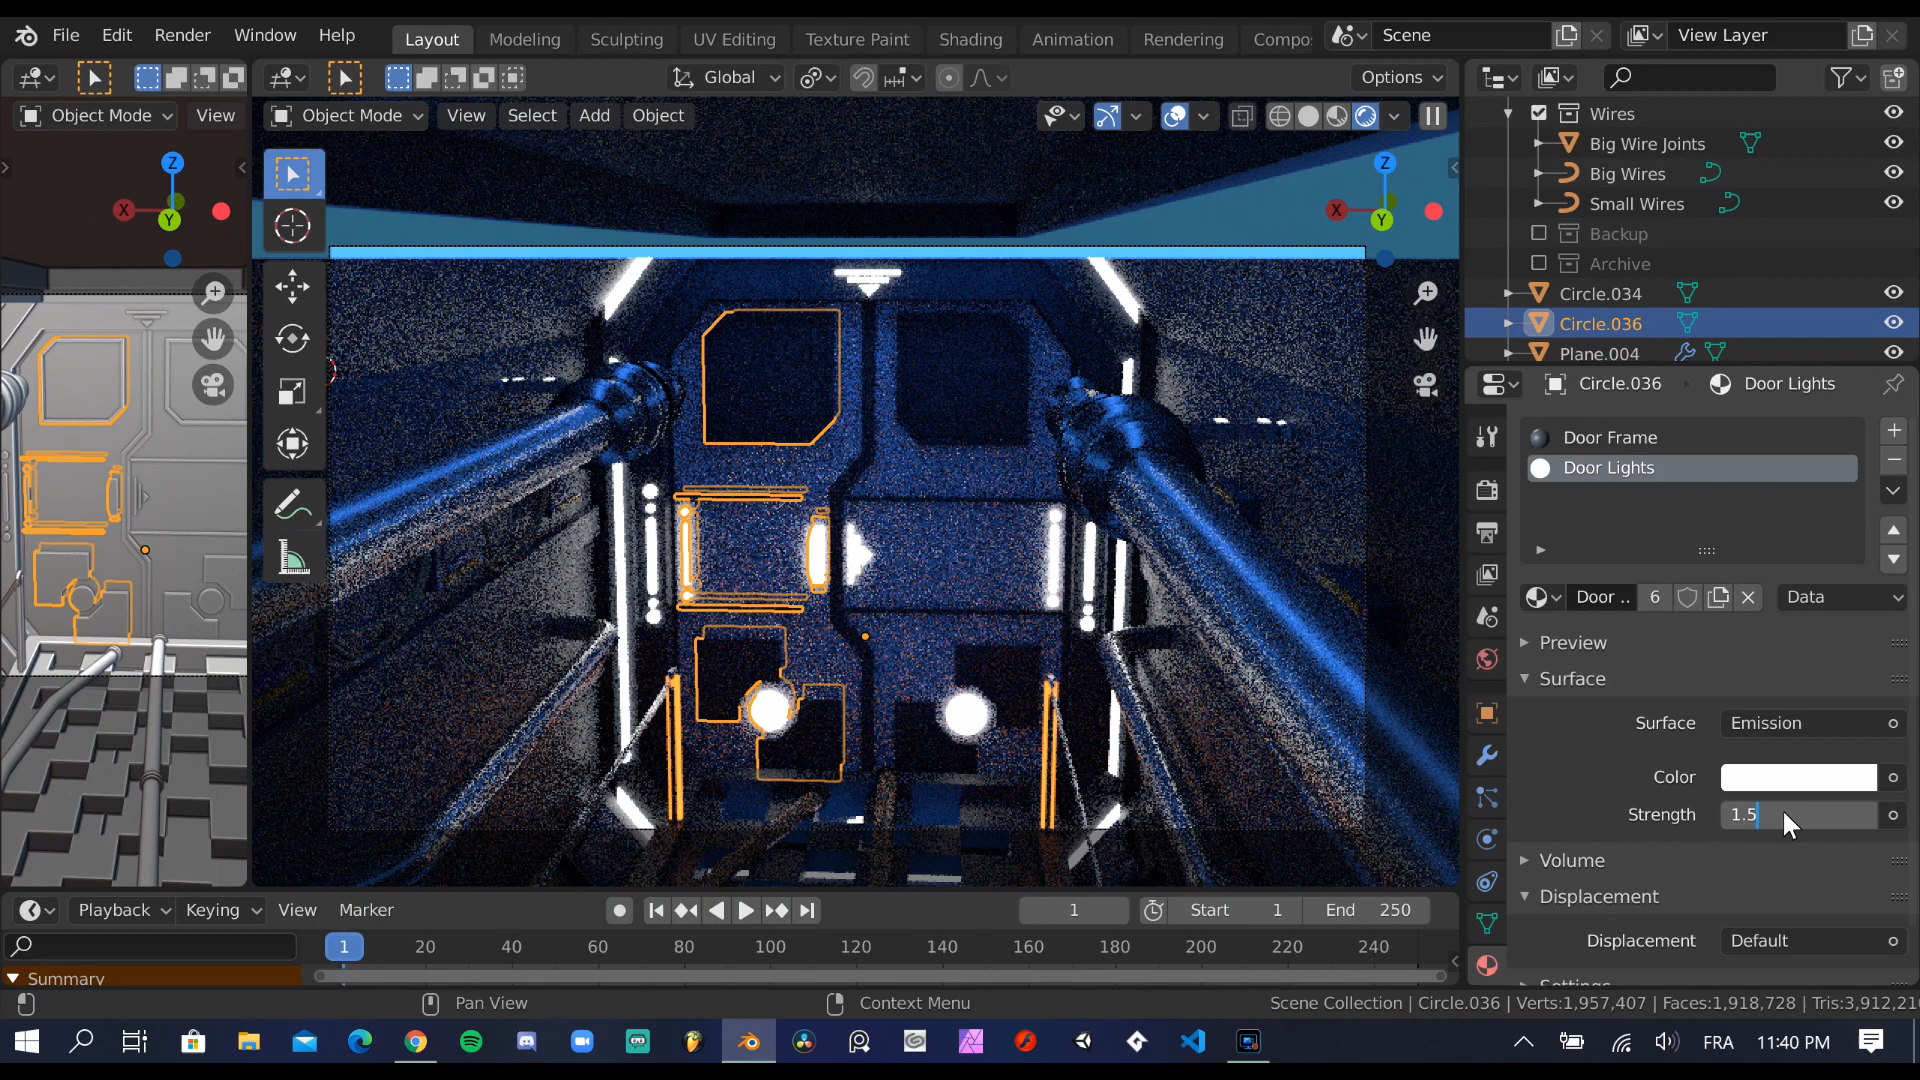 File Edit Render Window Help Layout Modeling Sculpting UV Editing Texture Paint Shading Animation Rendering Compo Scene View Layer
Global Options
Object Mode View Object Mode View Select Add Object
Wires
Big Wire Joints
Big Wires
Small Wires
Backup
Archive
Circle.034
Circle.036
Plane.004
Z X Y
Z X Y
Circle.036 Door Lights
Door Frame
Door Lights
Door .. 6 Data
Preview
Surface
Surface Emission
Color
Strength 1.5
Volume
Displacement
Displacement Default
Playback Keying View Marker 1 Start 1 End 250
1 20 40 60 80 100 120 140 160 180 200 220 240
Summary
Pan View Context Menu Scene Collection | Circle.036 | Verts:1,957,407 | Faces:1,918,728 | Tris:3,912,21
FRA 11:40 PM